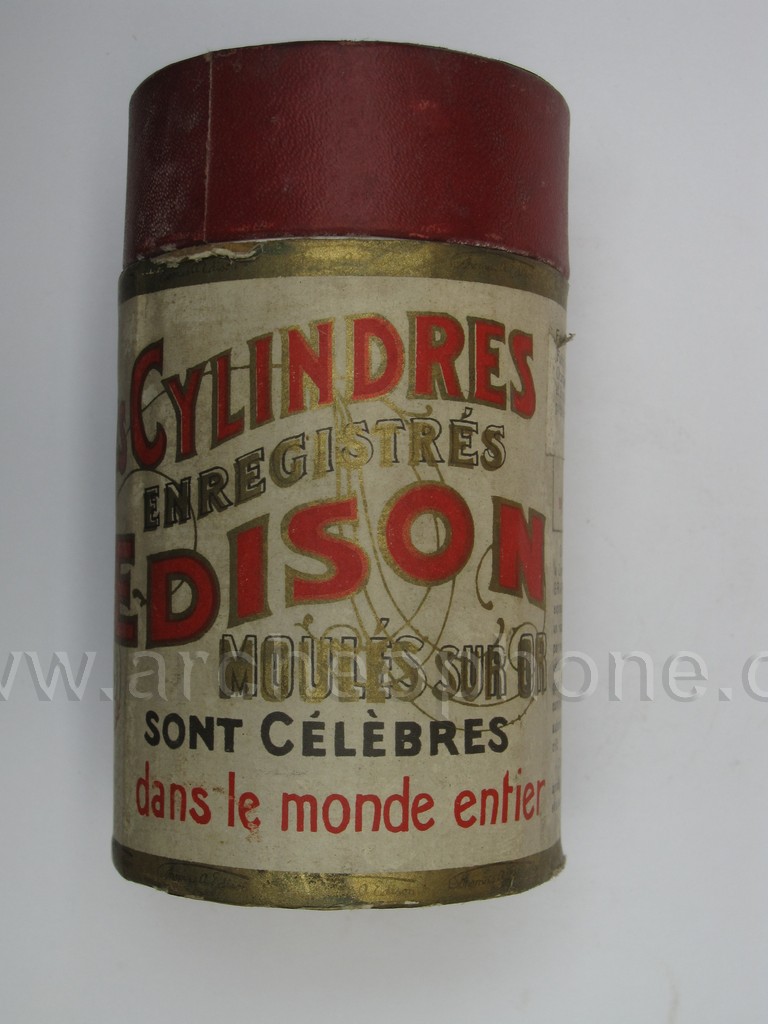 CYLINDRES
ENREGISTRÉS
EDISON
MOULÉS SUR OR
SONT CÉLÈBRES
dans le monde entier